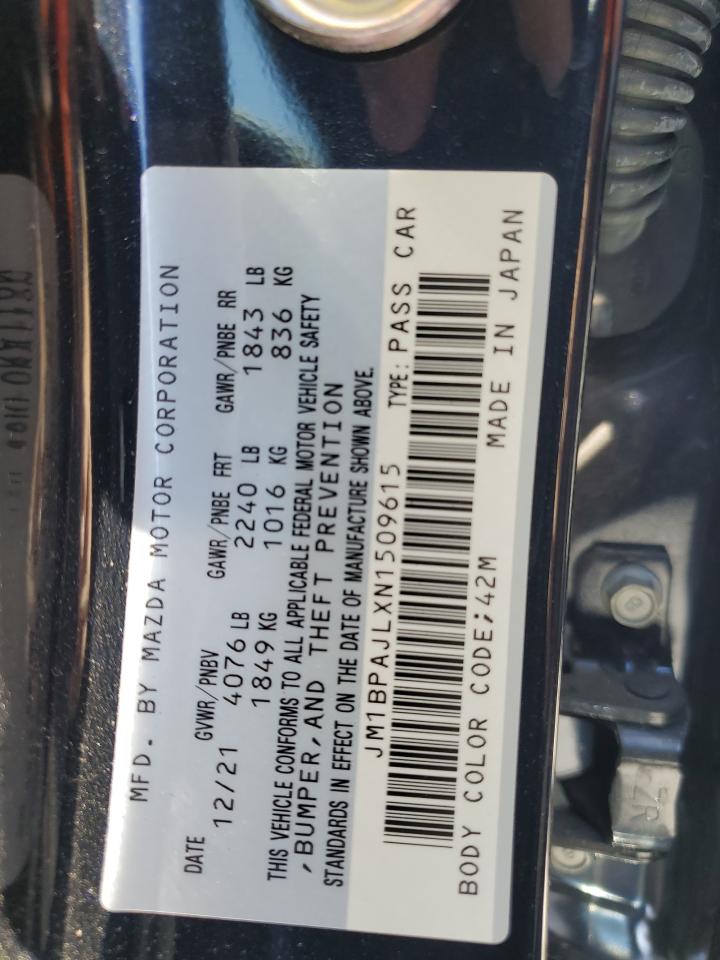 MFD. BY MAZDA MOTOR CORPORATION
DATE GVWR/PNBV GAWR/PNBE FRT GAWR/PNBE RR
12/21 4076 LB 2240 LB 1843 LB
1849 KG 1016 KG 836 KG
THIS VEHICLE CONFORMS TO ALL APPLICABLE FEDERAL MOTOR VEHICLE SAFETY
, BUMPER, AND THEFT PREVENTION
STANDARDS IN EFFECT ON THE DATE OF MANUFACTURE SHOWN ABOVE.
JM1BPAJLXN1509615 TYPE: PASS CAR
BODY COLOR CODE;42M MADE IN JAPAN